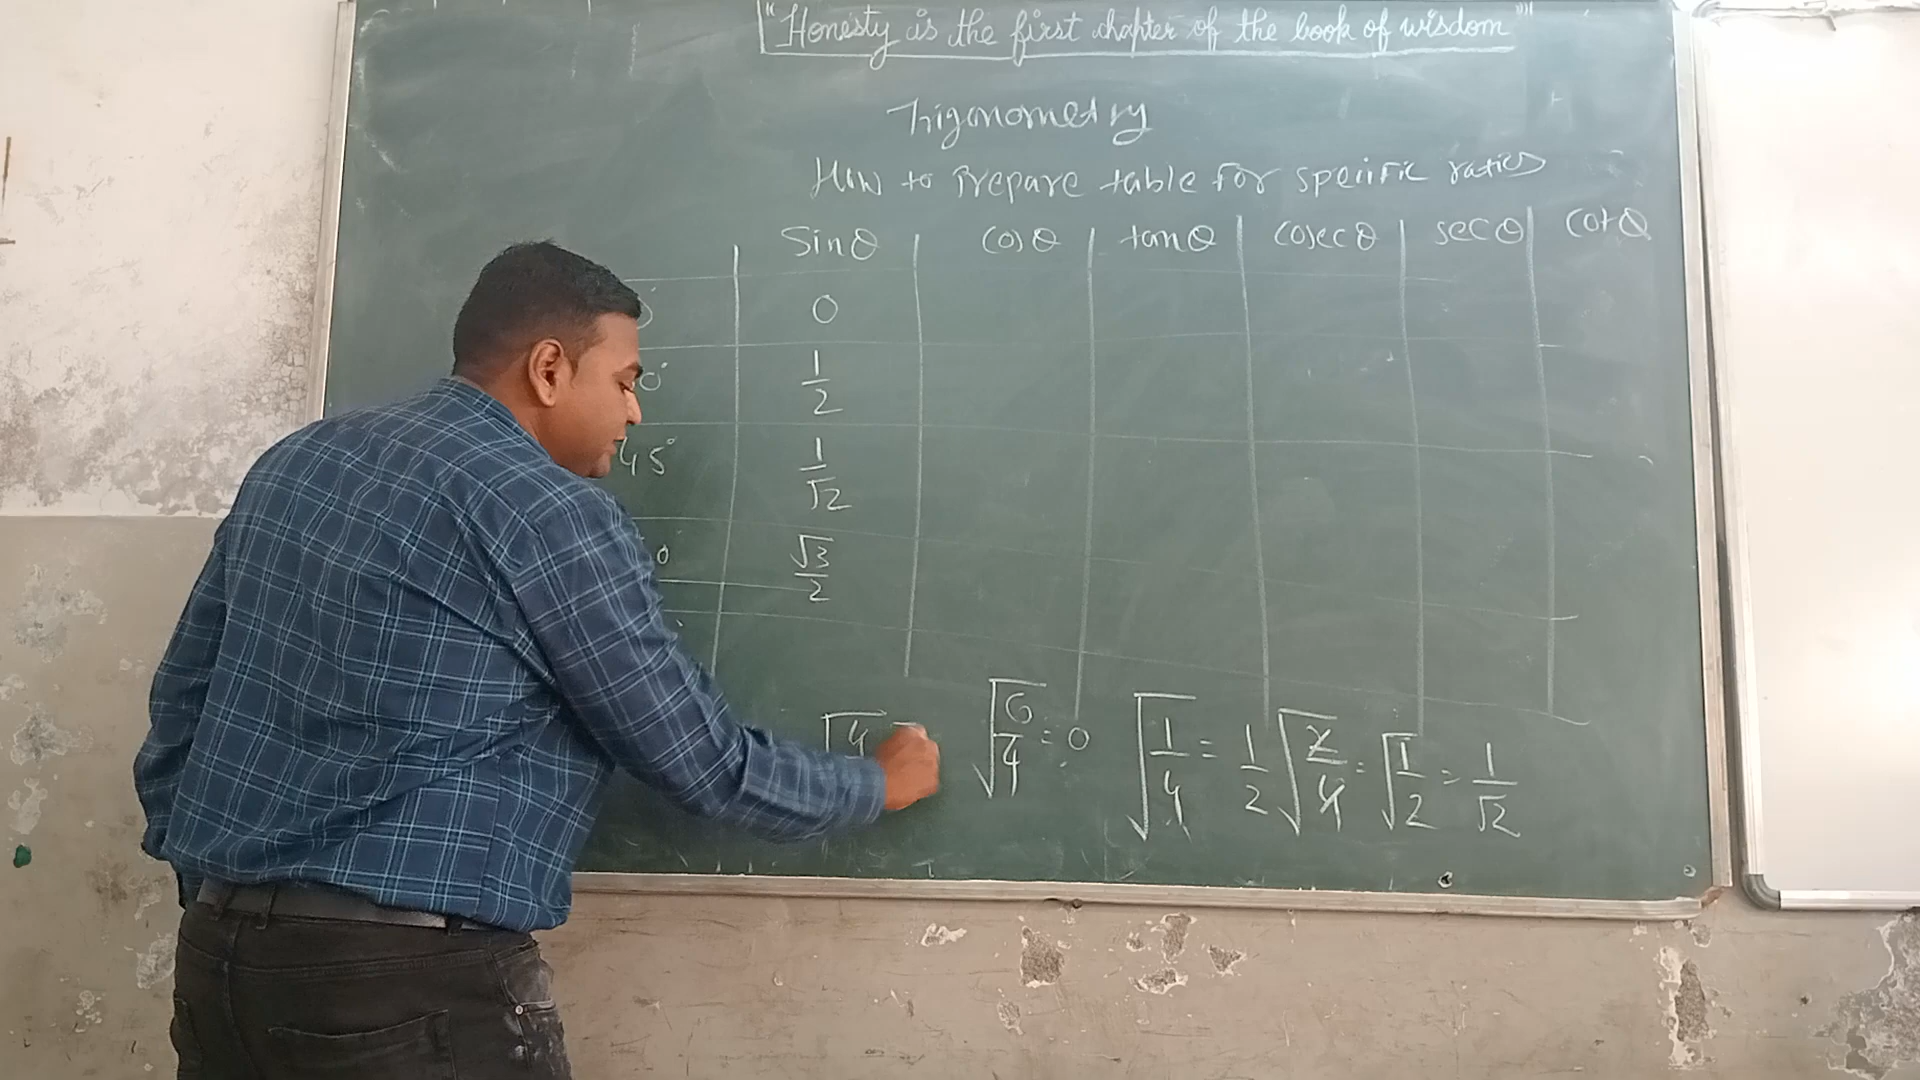 "Honesty is the first chapter of the book of wisdom"
Trigonometry
How to Prepare table for specific ratios
Sinθ cosθ tanθ cosecθ secθ cotθ
0
1/2
45° 1/√2
√3/2
√4 √0/4 = 0 √1/4 = 1/2 √2/4 = √1/2 = 1/√2